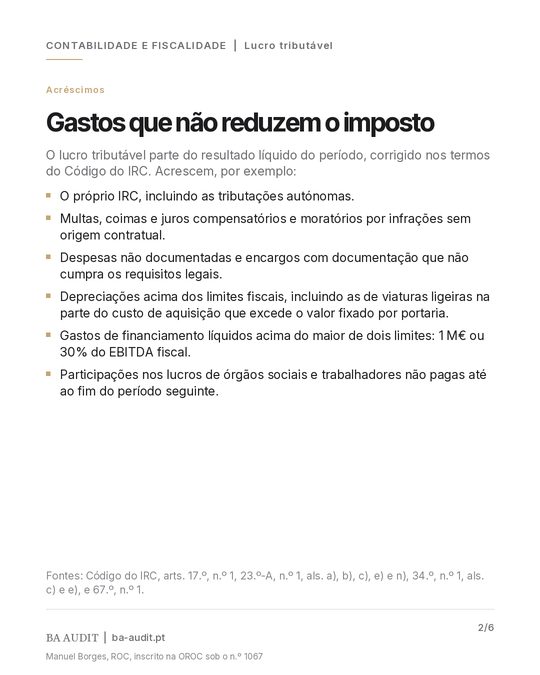 CONTABILIDADE E FISCALIDADE | Lucro tributável
Acréscimos
Gastos que não reduzem o imposto
O lucro tributável parte do resultado líquido do período, corrigido nos termos
do Código do IRC. Acrescem, por exemplo:
O próprio IRC, incluindo as tributações autónomas.
Multas, coimas e juros compensatórios e moratórios por infrações sem
origem contratual.
Despesas não documentadas e encargos com documentação que não
cumpra os requisitos legais.
Depreciações acima dos limites fiscais, incluindo as de viaturas ligeiras na
parte do custo de aquisição que excede o valor fixado por portaria.
Gastos de financiamento líquidos acima do maior de dois limites: 1 M€ ou
30% do EBITDA fiscal.
Participações nos lucros de órgãos sociais e trabalhadores não pagas até
ao fim do período seguinte.
Fontes: Código do IRC, arts. 17.º, n.º 1, 23.º-A, n.º 1, als. a), b), c), e) e n), 34.º, n.º 1, als.
c) e e), e 67.º, n.º 1.
2/6
BA AUDIT | ba-audit.pt
Manuel Borges, ROC, inscrito na OROC sob o n.º 1067